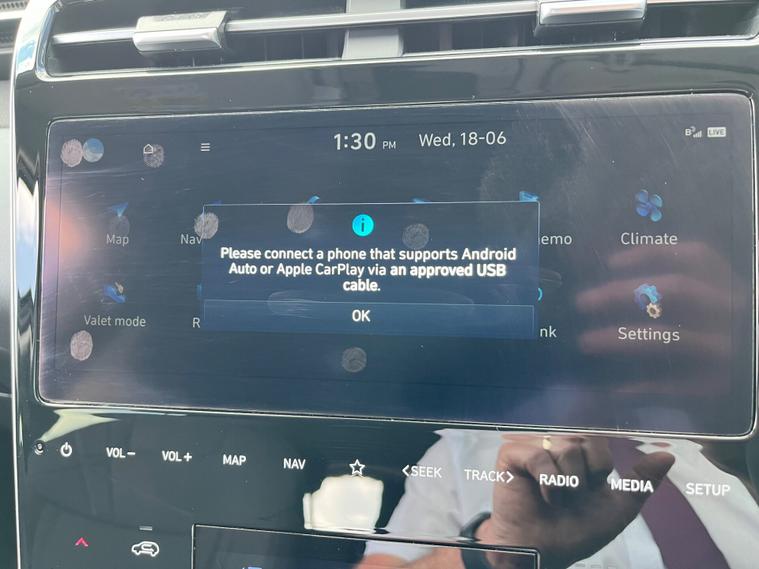 1:30 PM Wed, 18-06
LIVE
Map
Nav
emo
Climate
Please connect a phone that supports Android
Auto or Apple CarPlay via an approved USB
cable.
OK
Valet mode
R
nk
Settings
VOL− VOL+ MAP NAV <SEEK TRACK> RADIO MEDIA SETUP